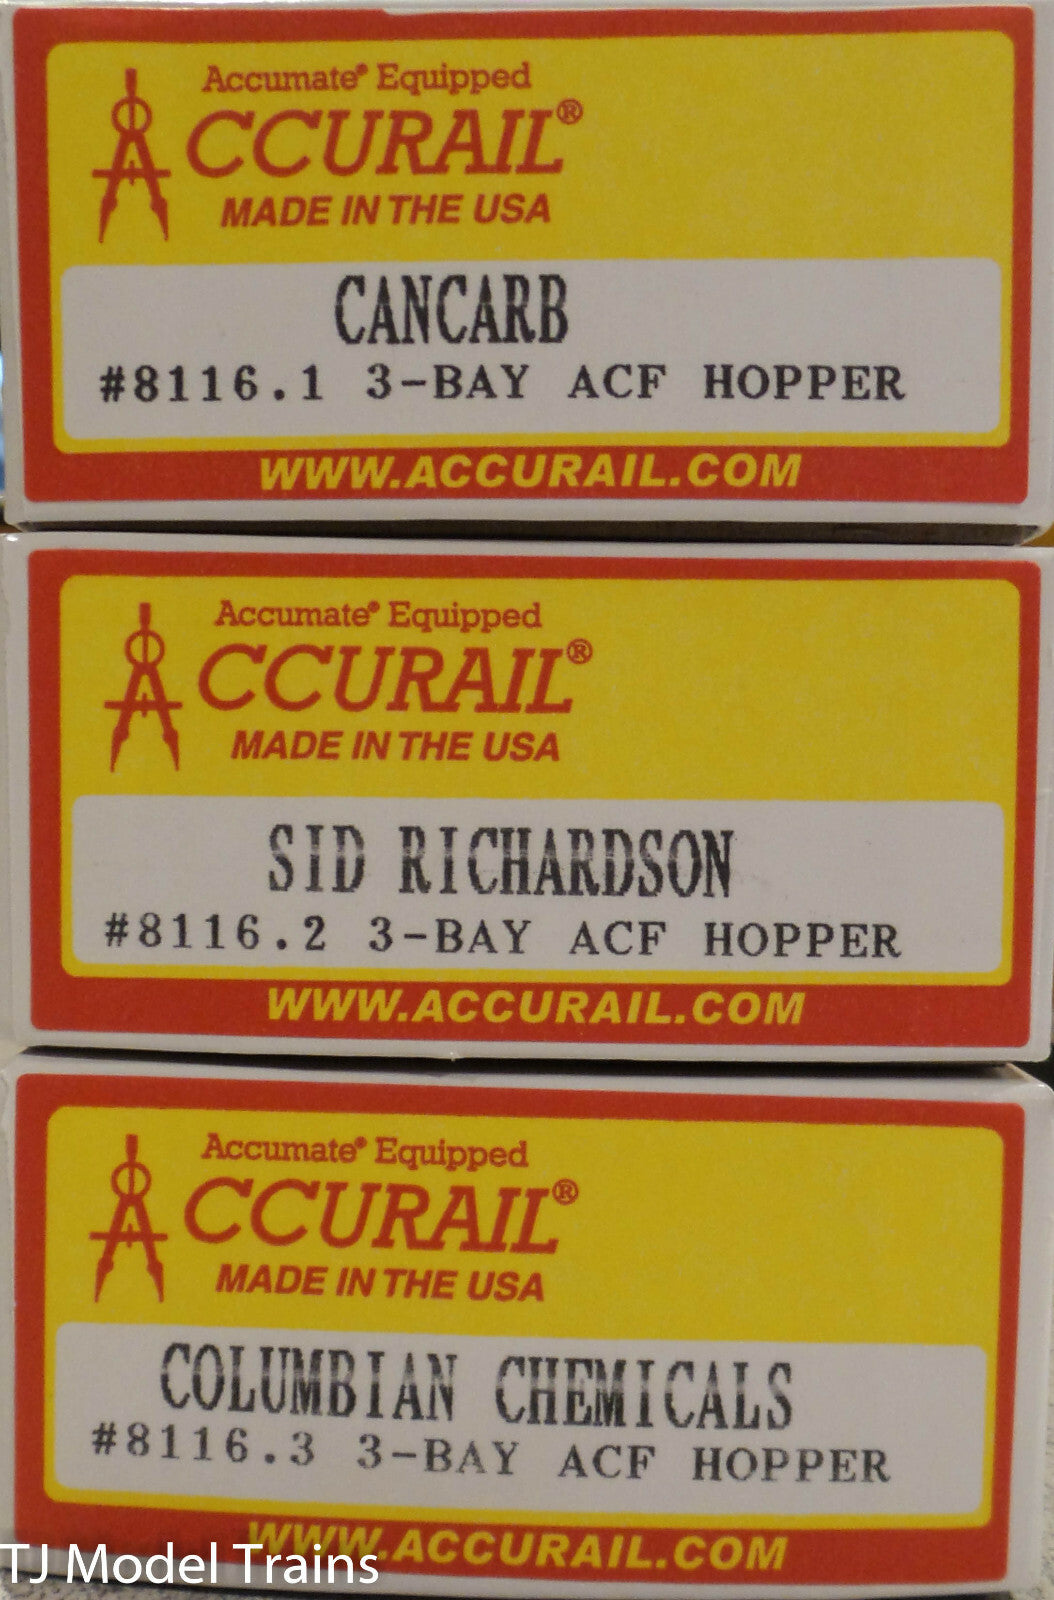 Accumate® Equipped
ACCURAIL®
MADE IN THE USA
CANCARB
#8116.1 3-BAY ACF HOPPER
WWW.ACCURAIL.COM
Accumate® Equipped
ACCURAIL®
MADE IN THE USA
SID RICHARDSON
#8116.2 3-BAY ACF HOPPER
WWW.ACCURAIL.COM
Accumate® Equipped
ACCURAIL®
MADE IN THE USA
COLUMBIAN CHEMICALS
#8116.3 3-BAY ACF HOPPER
WWW.ACCURAIL.COM
TJ Model Trains